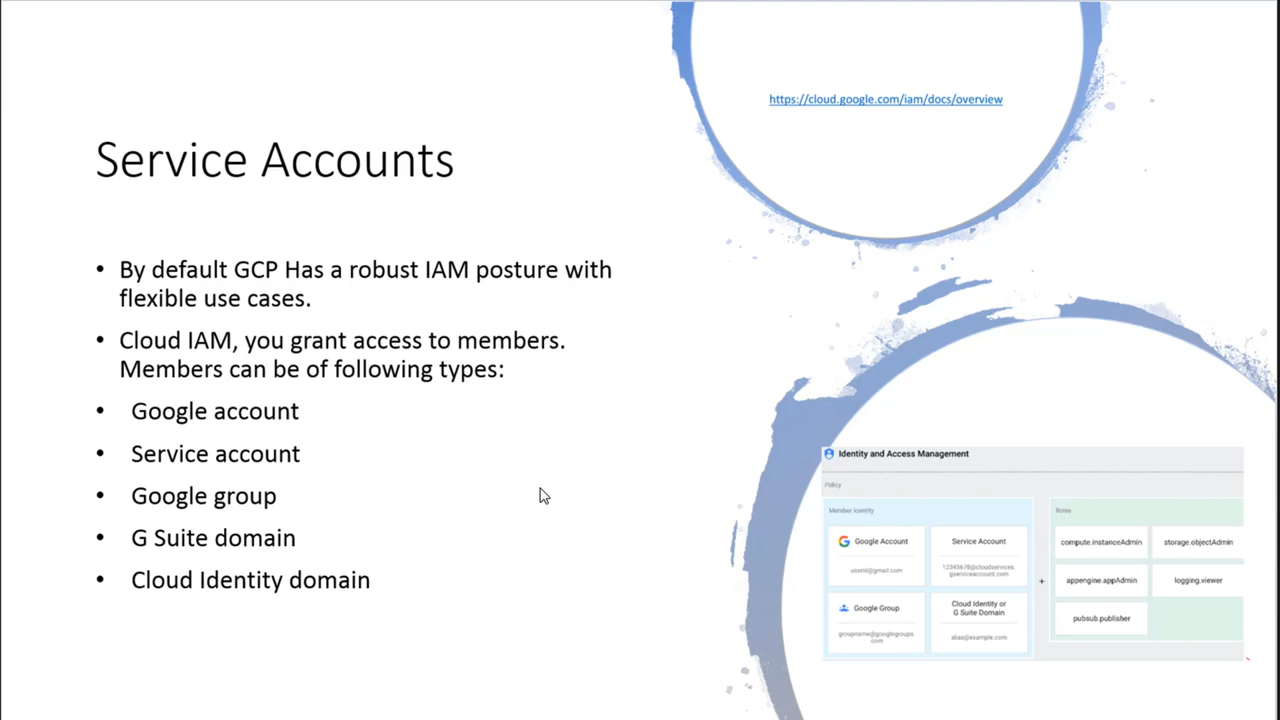 https://cloud.google.com/iam/docs/overview
Service Accounts
• By default GCP Has a robust IAM posture with
flexible use cases.
• Cloud IAM, you grant access to members.
Members can be of following types:
• Google account
• Service account
• Google group
• G Suite domain
• Cloud Identity domain
Identity and Access Management
Policy
Member Identity
Google Account
userid@gmail.com
Service Account
12345678@cloudservices
gserviceaccount.com
Google Group
groupname@googlegroups.
com
Cloud Identity or
G Suite Domain
alias@example.com
+
Roles
compute.instanceAdmin
storage.objectAdmin
appengine.appAdmin
logging.viewer
pubsub.publisher